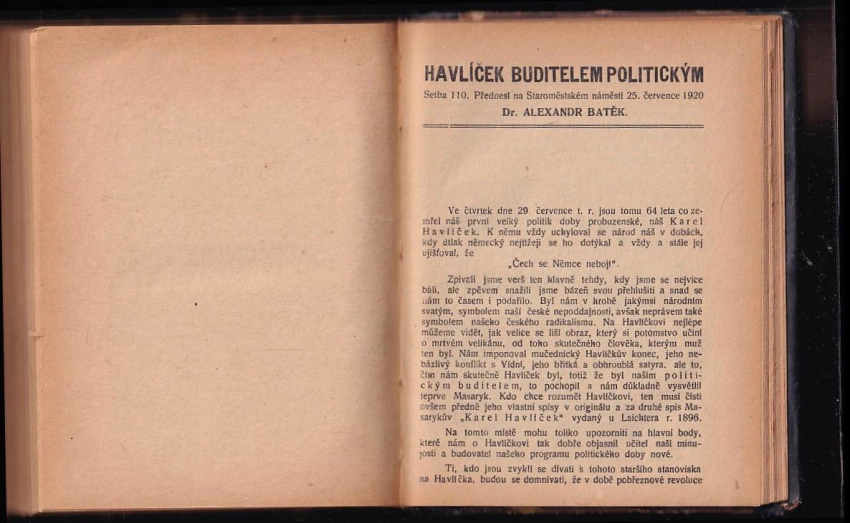 HAVLÍČEK BUDITELEM POLITICKÝM
Setba 110. Přednesl na Staroměstském náměstí 25. července 1920
Dr. ALEXANDR BATĚK.
Ve čtvrtek dne 29. července t. r. jsou tomu 64 leta co ze-
mřel náš první velký politik doby probuzenské, náš Karel
Havlíček. K němu vždy uchyloval se národ náš v dobách,
kdy útlak německý nejtížeji se ho dotýkal a vždy a stále jej
ujišťoval, že
„Čech se Němce nebojí“.
Zpívali jsme verš ten hlavně tehdy, kdy jsme se nejvíce
báli, ale zpěvem snažili jsme bázeň svou přehlušiti a snad se
nám to časem i podařilo. Byl nám v hrobě jakýmsi národním
svatým, symbolem naší české nepoddajnosti, avšak neprávem také
symbolem našeho českého radikalismu. Na Havlíčkovi nejlépe
můžeme vidět, jak velice se liší obraz, který si potomstvo učiní
o mrtvém velikánu, od toho skutečného člověka, kterým muž
ten byl. Nám imponoval mučednický Havlíčkův konec, jeho ne-
bázlivý konflikt s Vídní, jeho břitká a obhroublá satyra, ale to,
čím nám skutečně Havlíček byl, totiž že byl naším politi-
ckým buditelem, to pochopil a nám důkladně vysvětlil
teprve Masaryk. Kdo chce rozumět Havlíčkovi, ten musí čísti
ovšem předně jeho vlastní spisy v originálu a za druhé spis Ma-
sarykův „Karel Havlíček“ vydaný u Laichtera r. 1896.
Na tomto místě mohu toliko upozorniti na hlavní body,
které nám o Havlíčkovi tak dobře objasnil učitel naší minu-
losti a budovatel našeho programu politického doby nové.
Ti, kdo jsou zvyklí se dívati s tohoto staršího stanoviska
na Havlíčka, budou se domnívati, že v době pobřeznové revoluce